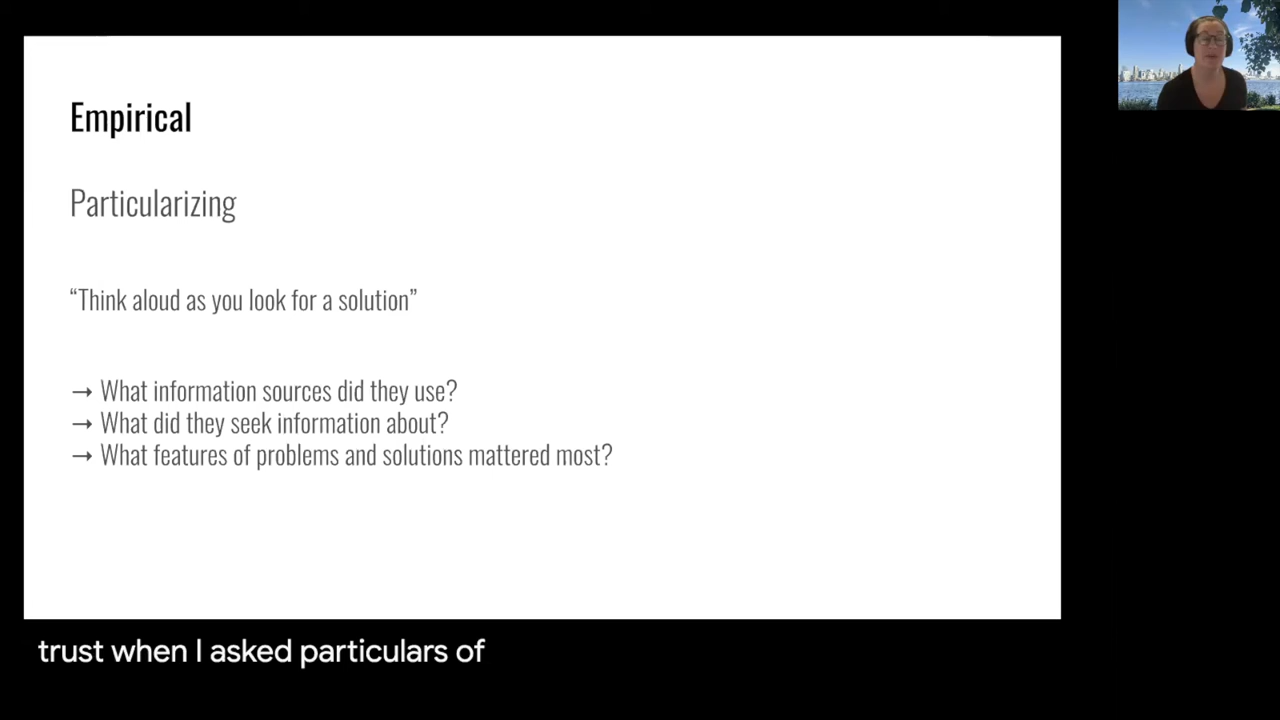 Empirical
Particularizing
“Think aloud as you look for a solution”
→ What information sources did they use?
→ What did they seek information about?
→ What features of problems and solutions mattered most?
trust when I asked particulars of